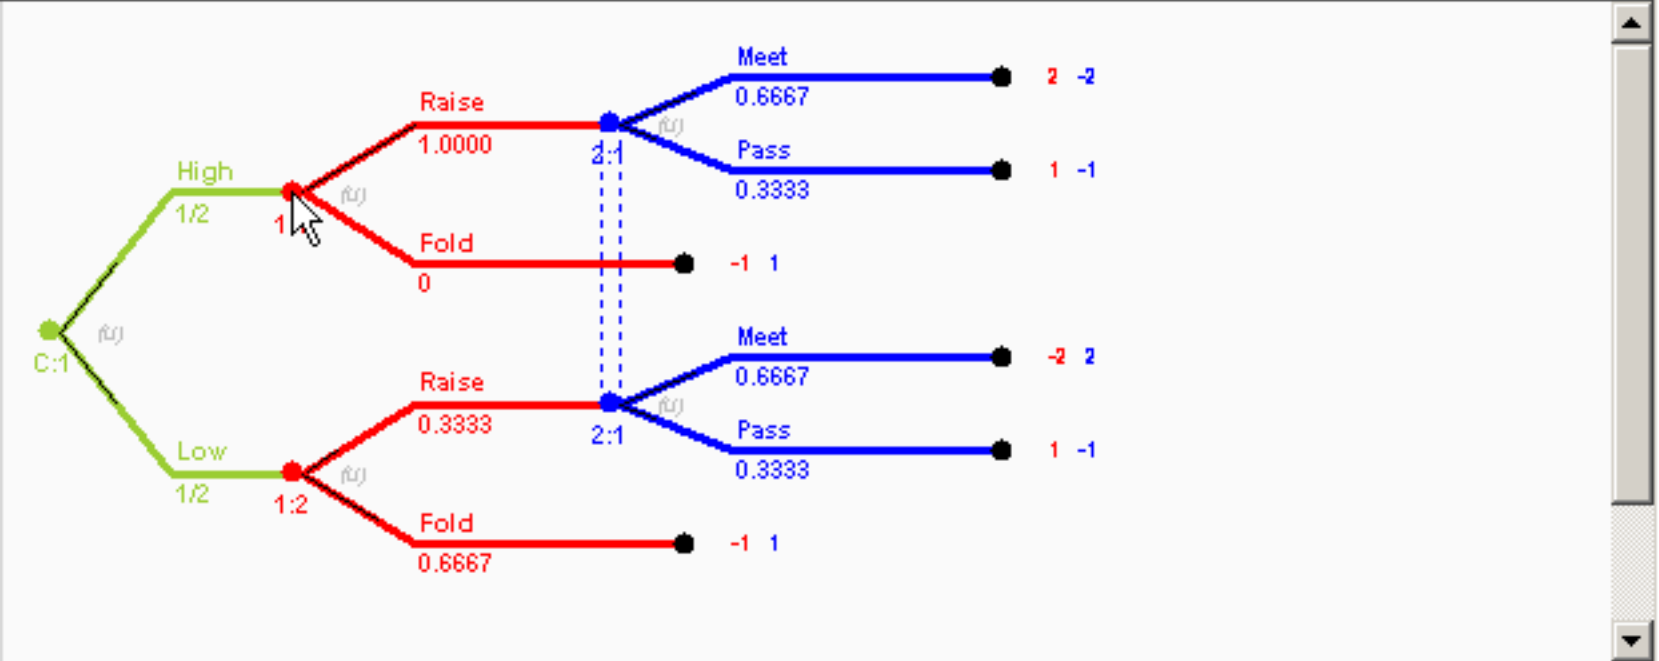 Meet
2 -2
0.6667
Raise
1.0000
Pass
1 -1
0.3333
2:1
High
1/2
Fold
-1 1
0
C:1
Meet
-2 2
0.6667
Raise
0.3333
2:1
Pass
1 -1
0.3333
Low
1/2
1:2
Fold
-1 1
0.6667